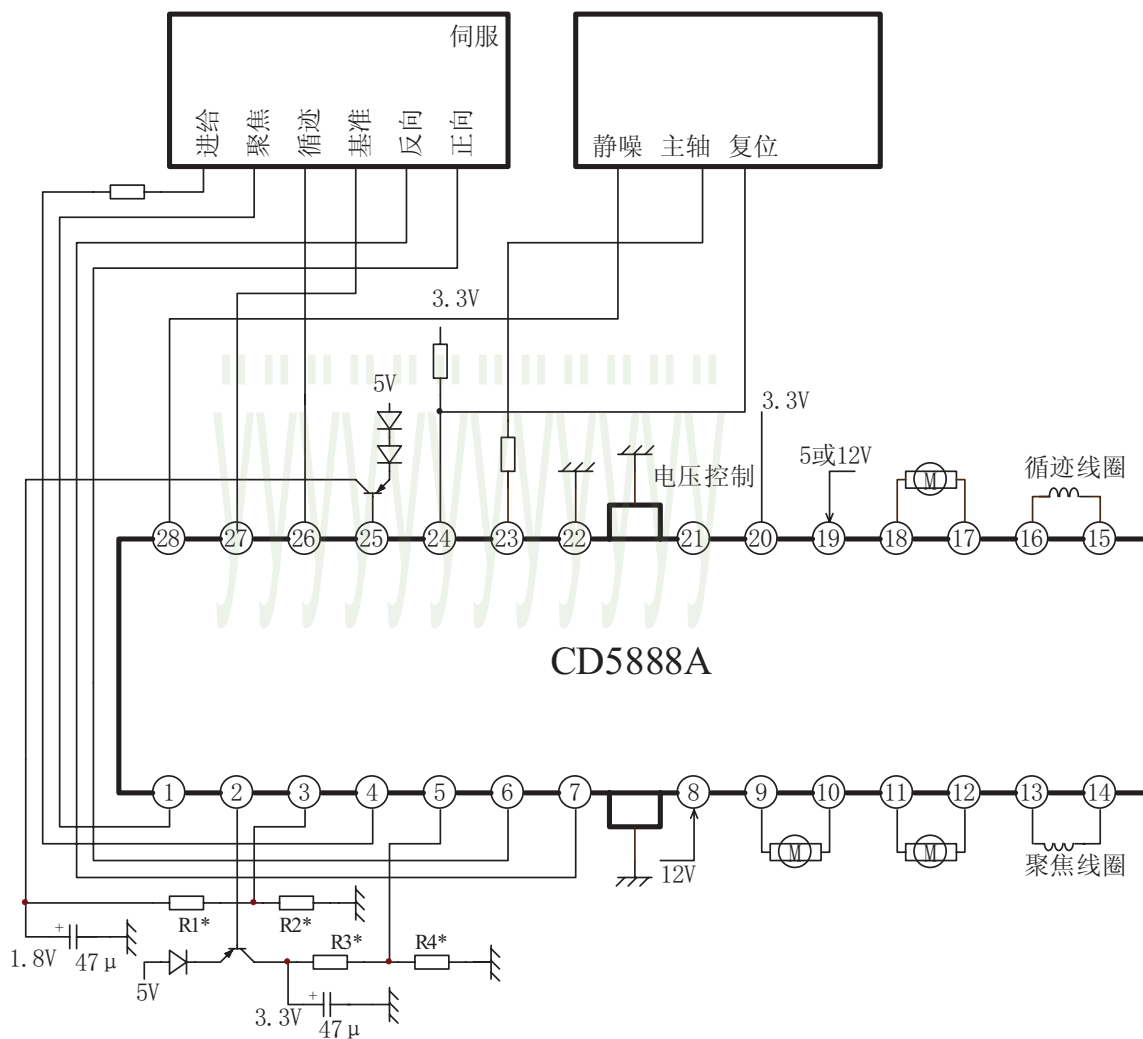 伺服
进给
聚焦
循迹
基准
反向
正向
静噪 主轴 复位
3.3V
5V
3.3V
5或12V
电压控制
M
循迹线圈
28 27 26 25 24 23 22 21 20 19 18 17 16 15
CD5888A
1 2 3 4 5 6 7 8 9 10 11 12 13 14
12V
M
M
聚焦线圈
R1*
R2*
+
1.8V
47μ
R3*
R4*
5V
+
3.3V
47μ